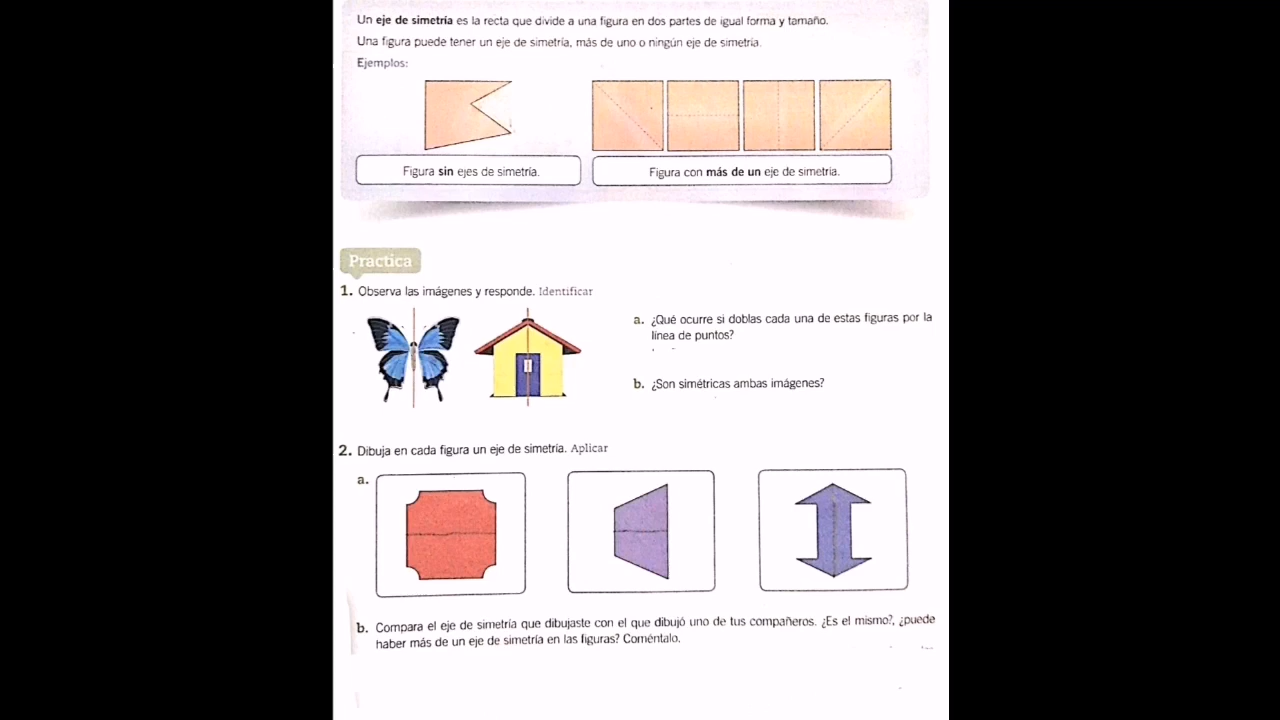 Un eje de simetría es la recta que divide a una figura en dos partes de igual forma y tamaño.
Una figura puede tener un eje de simetría, más de uno o ningún eje de simetría.
Ejemplos:
Figura sin ejes de simetría.
Figura con más de un eje de simetria.
Practica
1. Observa las imágenes y responde. Identificar
a. ¿Qué ocurre si doblas cada una de estas figuras por la
línea de puntos?
b. ¿Son simétricas ambas imágenes?
2. Dibuja en cada figura un eje de simetría. Aplicar
a.
b. Compara el eje de simetría que dibujaste con el que dibujó uno de tus compañeros. ¿Es el mismo?, ¿puede
haber más de un eje de simetría en las figuras? Coméntalo.